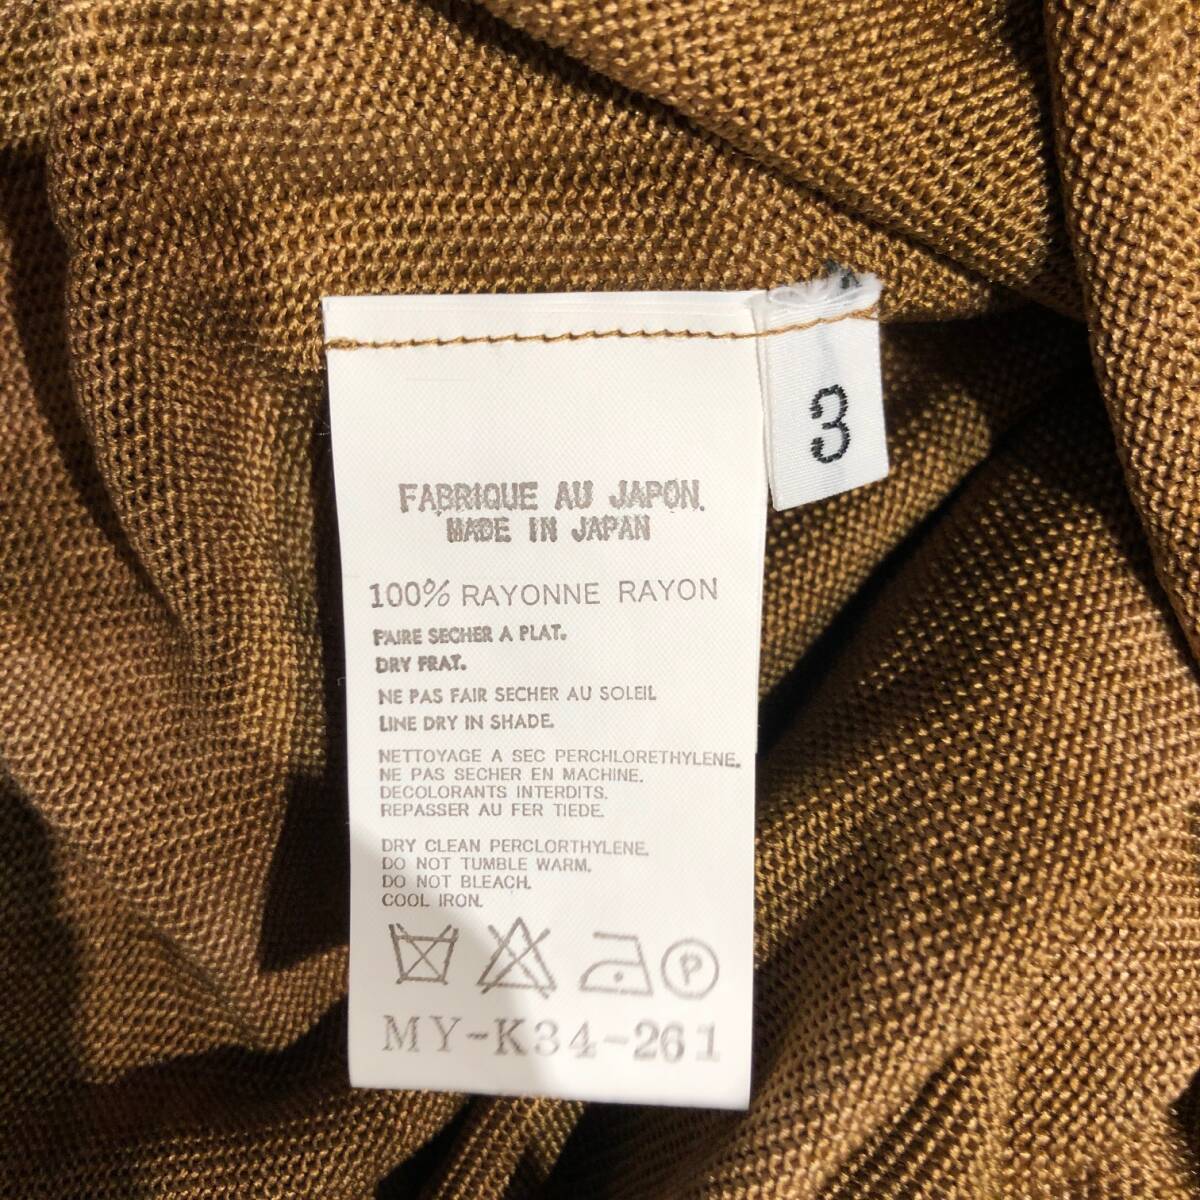 3
FABRIQUE AU JAPON.
MADE IN JAPAN
100% RAYONNE RAYON
FAIRE SECHER A PLAT.
DRY FRAT.
NE PAS FAIR SECHER AU SOLEIL
LINE DRY IN SHADE.
NETTOYAGE A SEC PERCHLORETHYLENE.
NE PAS SECHER EN MACHINE.
DECOLORANTS INTERDITS.
REPASSER AU FER TIEDE.
DRY CLEAN PERCLORTHYLENE.
DO NOT TUMBLE WARM.
DO NOT BLEACH.
COOL IRON.
P
MY-K34-261